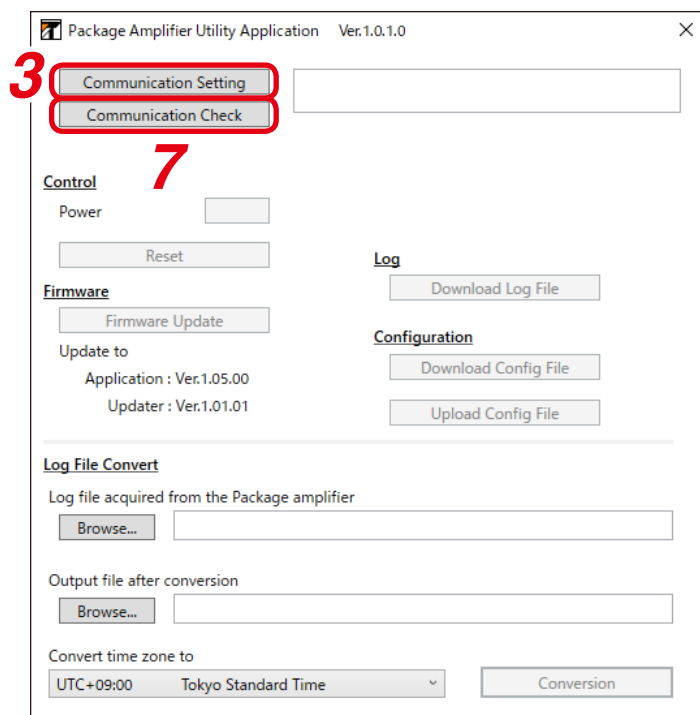 Package Amplifier Utility Application Ver.1.0.1.0
3
Communication Setting
Communication Check
7
Control
Power
Reset
Log
Download Log File
Firmware
Firmware Update
Update to
Application : Ver.1.05.00
Updater : Ver.1.01.01
Configuration
Download Config File
Upload Config File
Log File Convert
Log file acquired from the Package amplifier
Browse...
Output file after conversion
Browse...
Convert time zone to
UTC+09:00 Tokyo Standard Time
Conversion